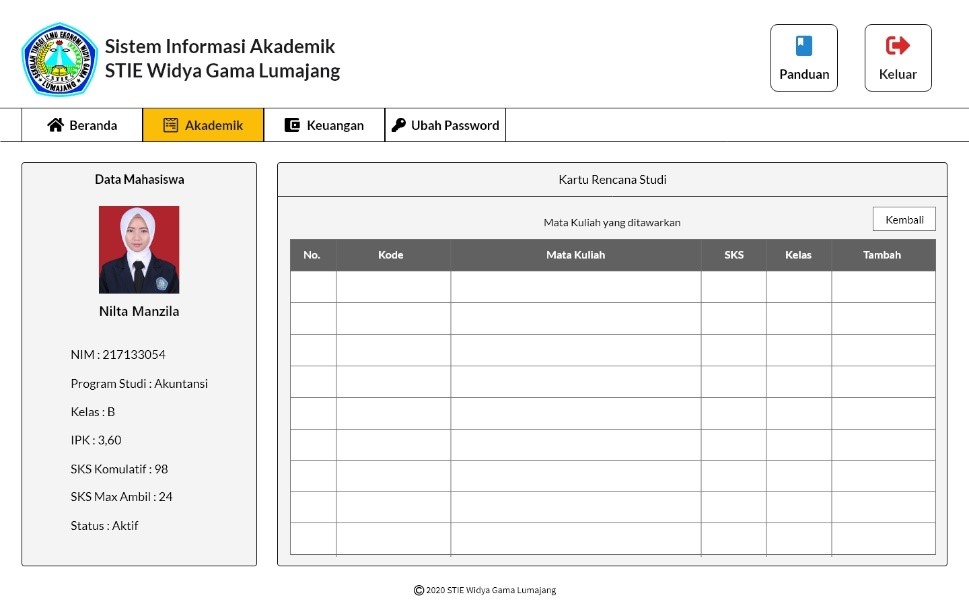 SEKOLAH TINGGI ILMU EKONOMI WIDYA GAMA
STIE
LUMAJANG
Sistem Informasi Akademik
STIE Widya Gama Lumajang
Panduan
Keluar
Beranda
Akademik
Keuangan
Ubah Password
Data Mahasiswa
Nilta Manzila
NIM : 217133054
Program Studi : Akuntansi
Kelas : B
IPK : 3,60
SKS Komulatif : 98
SKS Max Ambil : 24
Status : Aktif
Kartu Rencana Studi
Mata Kuliah yang ditawarkan
Kembali
No. Kode Mata Kuliah SKS Kelas Tambah
© 2020 STIE Widya Gama Lumajang